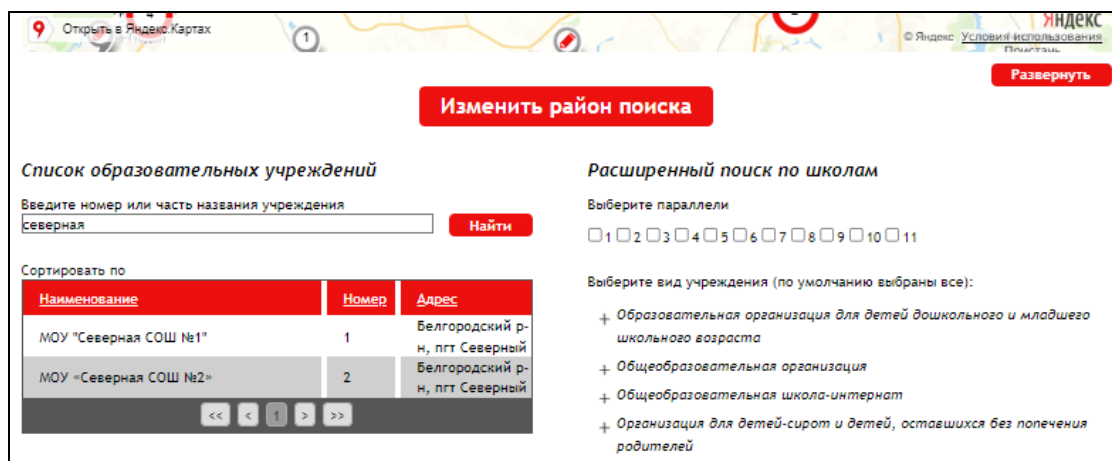 4
Открыть в Яндекс.Картах
1
2
Яндекс
© Яндекс Условия использования
Пристань
Развернуть
Изменить район поиска
Список образовательных учреждений
Введите номер или часть названия учреждения
северная
Найти
Сортировать по
Наименование Номер Адрес
МОУ "Северная СОШ №1" 1 Белгородский р-
н, пгт Северный
МОУ «Северная СОШ №2» 2 Белгородский р-
н, пгт Северный
<< < 1 > >>
Расширенный поиск по школам
Выберите параллели
1 2 3 4 5 6 7 8 9 10 11
Выберите вид учреждения (по умолчанию выбраны все):
+ Образовательная организация для детей дошкольного и младшего
школьного возраста
+ Общеобразовательная организация
+ Общеобразовательная школа-интернат
+ Организация для детей-сирот и детей, оставшихся без попечения
родителей